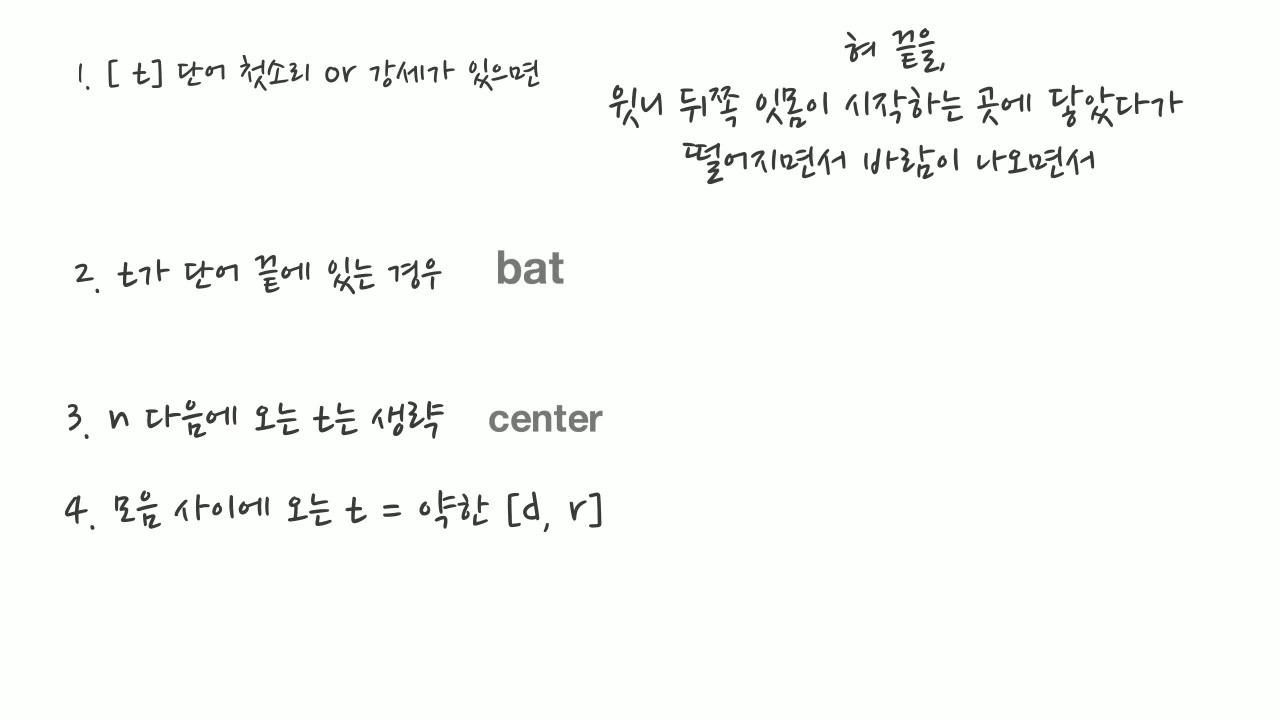 1. [ t] 단어 첫소리 or 강세가 있으면
혀 끝을,
윗니 뒤쪽 잇몸이 시작하는 곳에 닿았다가
떨어지면서 바람이 나오면서
2. t가 단어 끝에 있는 경우 bat
3. n 다음에 오는 t는 생략 center
4. 모음 사이에 오는 t = 약한 [d, r]